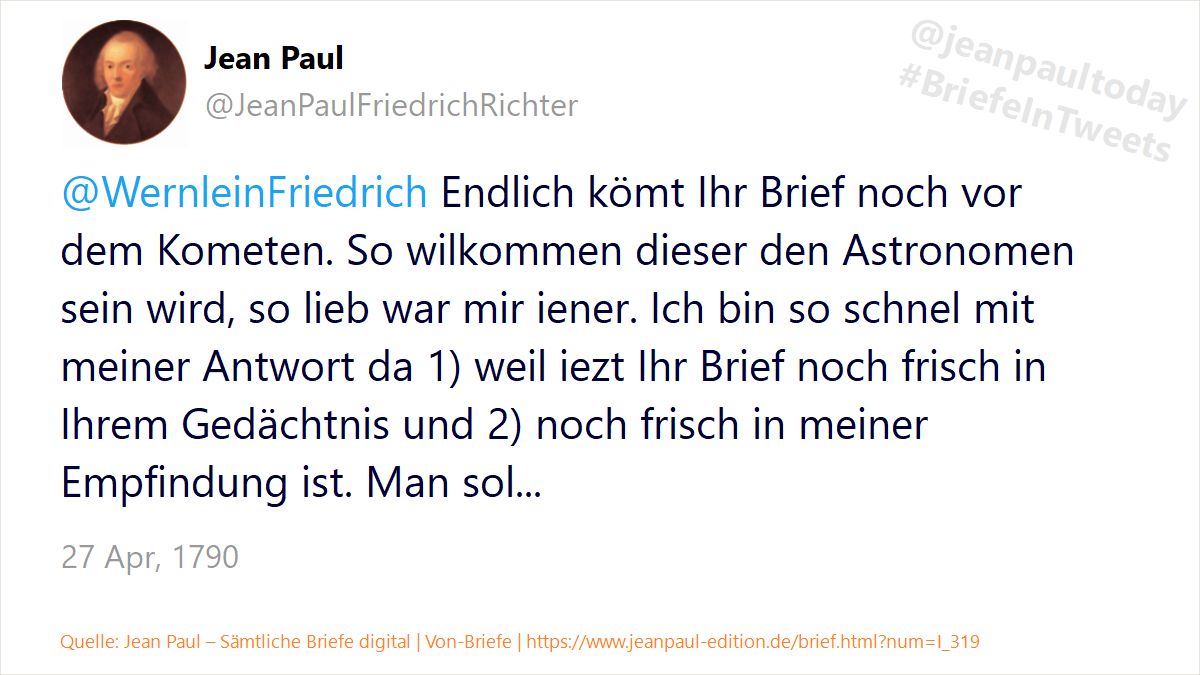 Jean Paul
@JeanPaulFriedrichRichter
@jeanpaultoday
#BriefeInTweets
@WernleinFriedrich Endlich kömt Ihr Brief noch vor
dem Kometen. So wilkommen dieser den Astronomen
sein wird, so lieb war mir iener. Ich bin so schnel mit
meiner Antwort da 1) weil iezt Ihr Brief noch frisch in
Ihrem Gedächtnis und 2) noch frisch in meiner
Empfindung ist. Man sol...
27 Apr, 1790
Quelle: Jean Paul – Sämtliche Briefe digital | Von-Briefe | https://www.jeanpaul-edition.de/brief.html?num=I_319